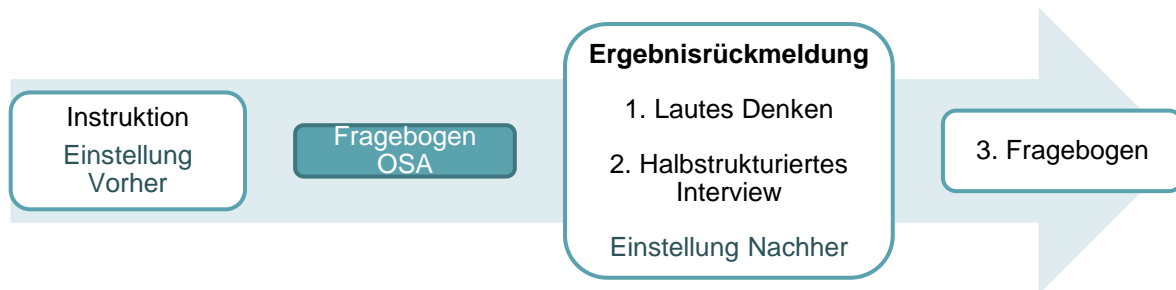 Instruktion
Einstellung
Vorher
Fragebogen
OSA
Ergebnisrückmeldung
1. Lautes Denken
2. Halbstrukturiertes
Interview
Einstellung Nachher
3. Fragebogen